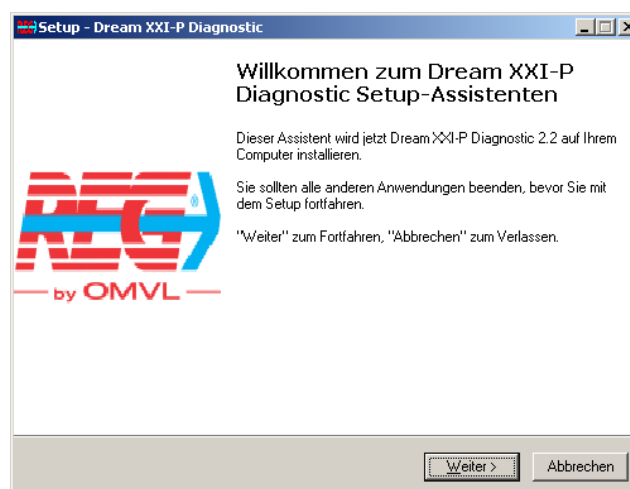 Setup - Dream XXI-P Diagnostic
Willkommen zum Dream XXI-P
Diagnostic Setup-Assistenten
Dieser Assistent wird jetzt Dream XXI-P Diagnostic 2.2 auf Ihrem
Computer installieren.
Sie sollten alle anderen Anwendungen beenden, bevor Sie mit
dem Setup fortfahren.
"Weiter" zum Fortfahren, "Abbrechen" zum Verlassen.
REG
®
by OMVL
Weiter >
Abbrechen